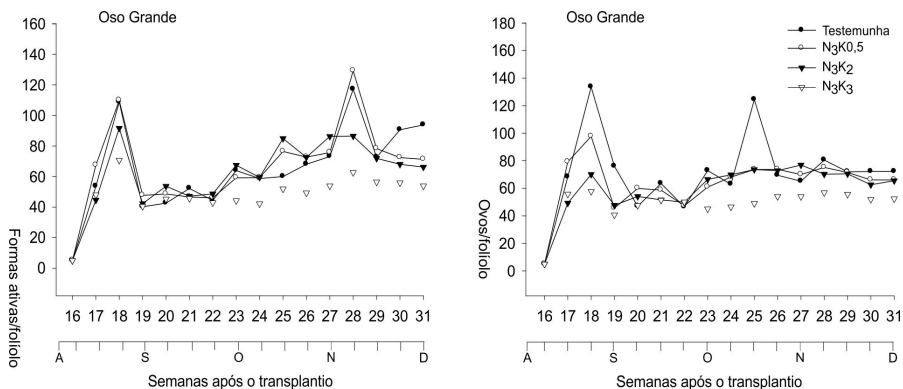 Oso Grande
160
140
120
100
80
60
40
20
0
Formas ativas/folíolo
16 17 18 19 20 21 22 23 24 25 26 27 28 29 30 31
A S O N D
Semanas após o transplantio
Oso Grande
Testemunha
N3K0,5
N3K2
N3K3
180
160
140
120
100
80
60
40
20
0
Ovos/folíolo
16 17 18 19 20 21 22 23 24 25 26 27 28 29 30 31
A S O N D
Semanas após o transplantio